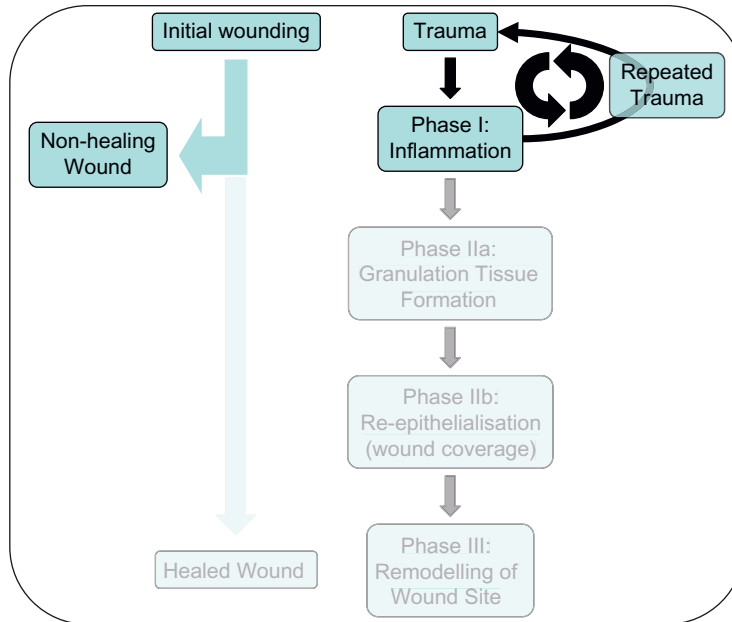 Initial wounding
Trauma
Repeated
Trauma
Non-healing
Wound
Phase I:
Inflammation
Phase IIa:
Granulation Tissue
Formation
Phase IIb:
Re-epithelialisation
(wound coverage)
Healed Wound
Phase III:
Remodelling of
Wound Site